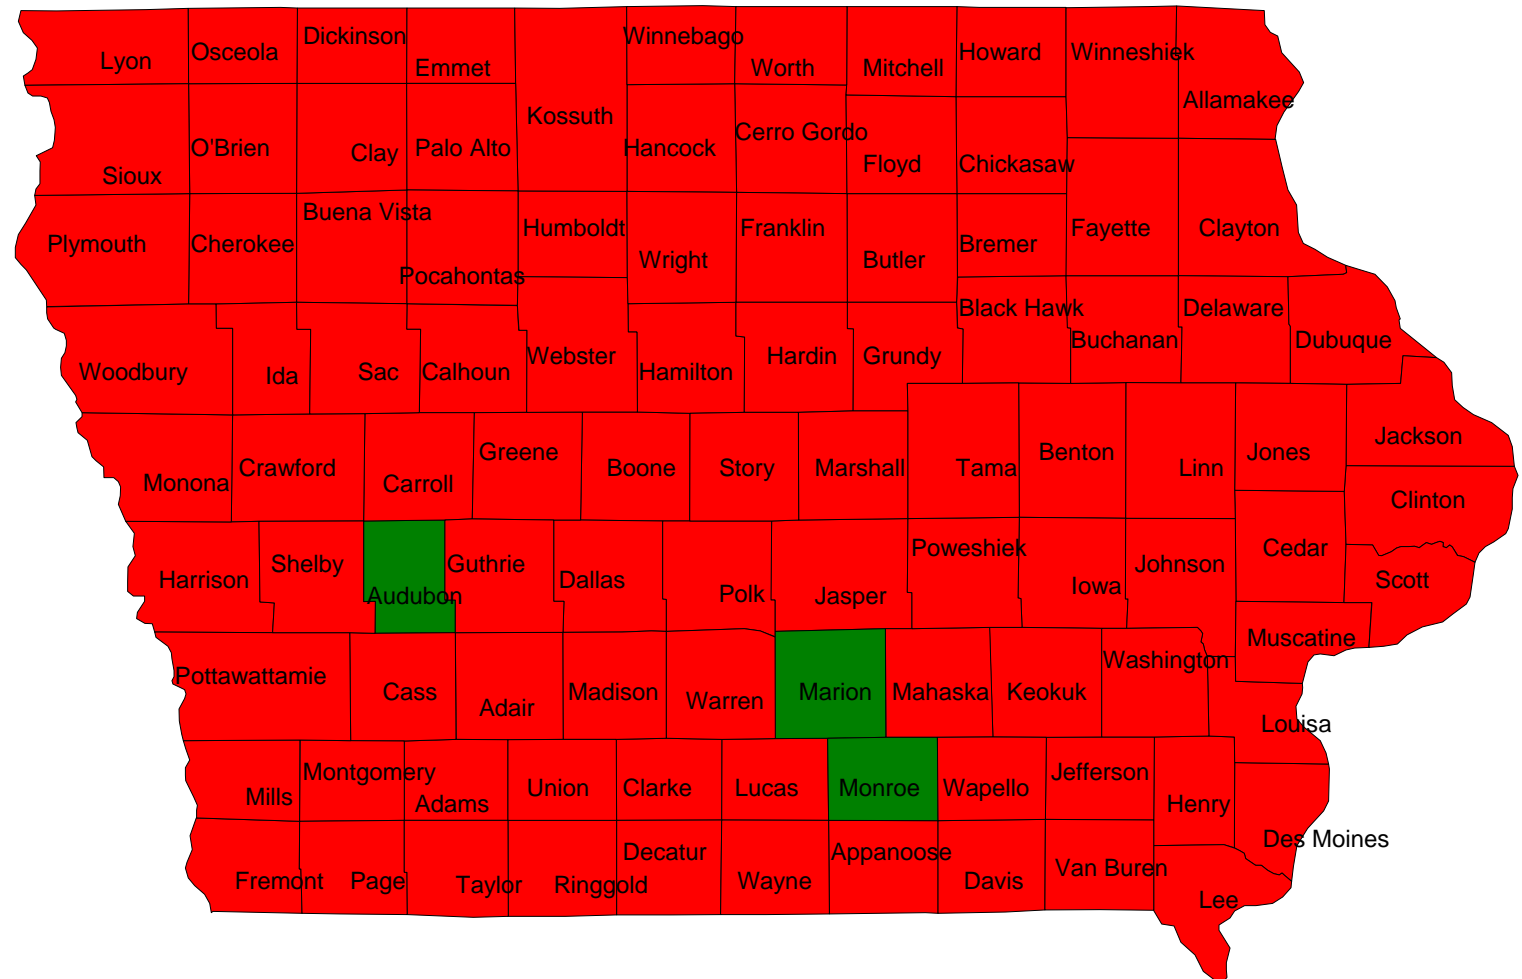 Lyon
Osceola
Dickinson
Emmet
Kossuth
Winnebago
Worth
Mitchell
Howard
Winneshiek
Allamakee
Sioux
O'Brien
Clay
Palo Alto
Hancock
Cerro Gordo
Floyd
Chickasaw
Plymouth
Cherokee
Buena Vista
Pocahontas
Humboldt
Wright
Franklin
Butler
Bremer
Fayette
Clayton
Woodbury
Ida
Sac
Calhoun
Webster
Hamilton
Hardin
Grundy
Black Hawk
Buchanan
Delaware
Dubuque
Monona
Crawford
Carroll
Greene
Boone
Story
Marshall
Tama
Benton
Linn
Jones
Jackson
Clinton
Harrison
Shelby
Audubon
Guthrie
Dallas
Polk
Jasper
Poweshiek
Iowa
Johnson
Cedar
Scott
Muscatine
Pottawattamie
Cass
Adair
Madison
Warren
Marion
Mahaska
Keokuk
Washington
Louisa
Mills
Montgomery
Adams
Union
Clarke
Lucas
Monroe
Wapello
Jefferson
Henry
Des Moines
Fremont
Page
Taylor
Ringgold
Decatur
Wayne
Appanoose
Davis
Van Buren
Lee